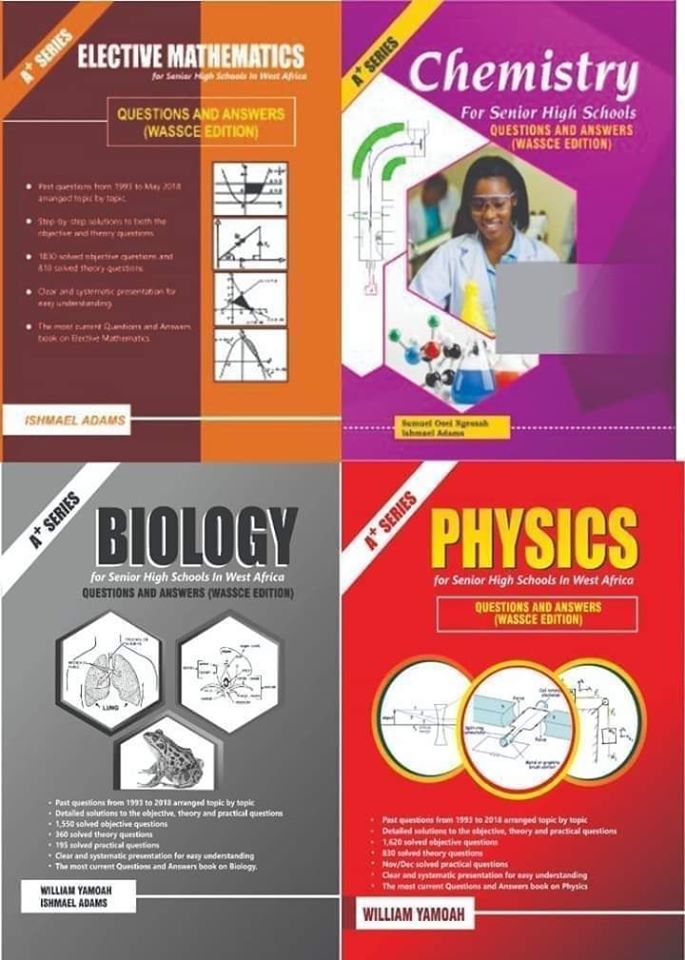 A+ SERIES
ELECTIVE MATHEMATICS
for Senior High Schools In West Africa
QUESTIONS AND ANSWERS
(WASSCE EDITION)
Past questions from 1993 to May 2018
arranged topic by topic.
Step-by-step solutions to both the
objective and theory questions
1830 solved objective questions and
810 solved theory questions.
Clear and systematic presentation for
easy understanding.
The most current Questions and Answers
book on Elective Mathematics.
ISHMAEL ADAMS
A+ SERIES
Chemistry
For Senior High Schools
QUESTIONS AND ANSWERS
(WASSCE EDITION)
Samuel Osei
Ishmael Adams
A+ SERIES
BIOLOGY
for Senior High Schools In West Africa
QUESTIONS AND ANSWERS (WASSCE EDITION)
LUNG
• Past questions from 1993 to 2018 arranged topic by topic
• Detailed solutions to the objective, theory and practical questions
• 1,550 solved objective questions
• 360 solved theory questions
• 195 solved practical questions
• Clear and systematic presentation for easy understanding
• The most current Questions and Answers book on Biology.
WILLIAM YAMOAH
ISHMAEL ADAMS
A+ SERIES
PHYSICS
for Senior High Schools In West Africa
QUESTIONS AND ANSWERS
(WASSCE EDITION)
Force
Force
• Past questions from 1993 to 2018 arranged topic by topic
• Detailed solutions to the objective, theory and practical questions
• 1,620 solved objective questions
• 830 solved theory questions
• Nov/Dec solved practical questions
• Clear and systematic presentation for easy understanding
• The most current Questions and Answers book on Physics
WILLIAM YAMOAH